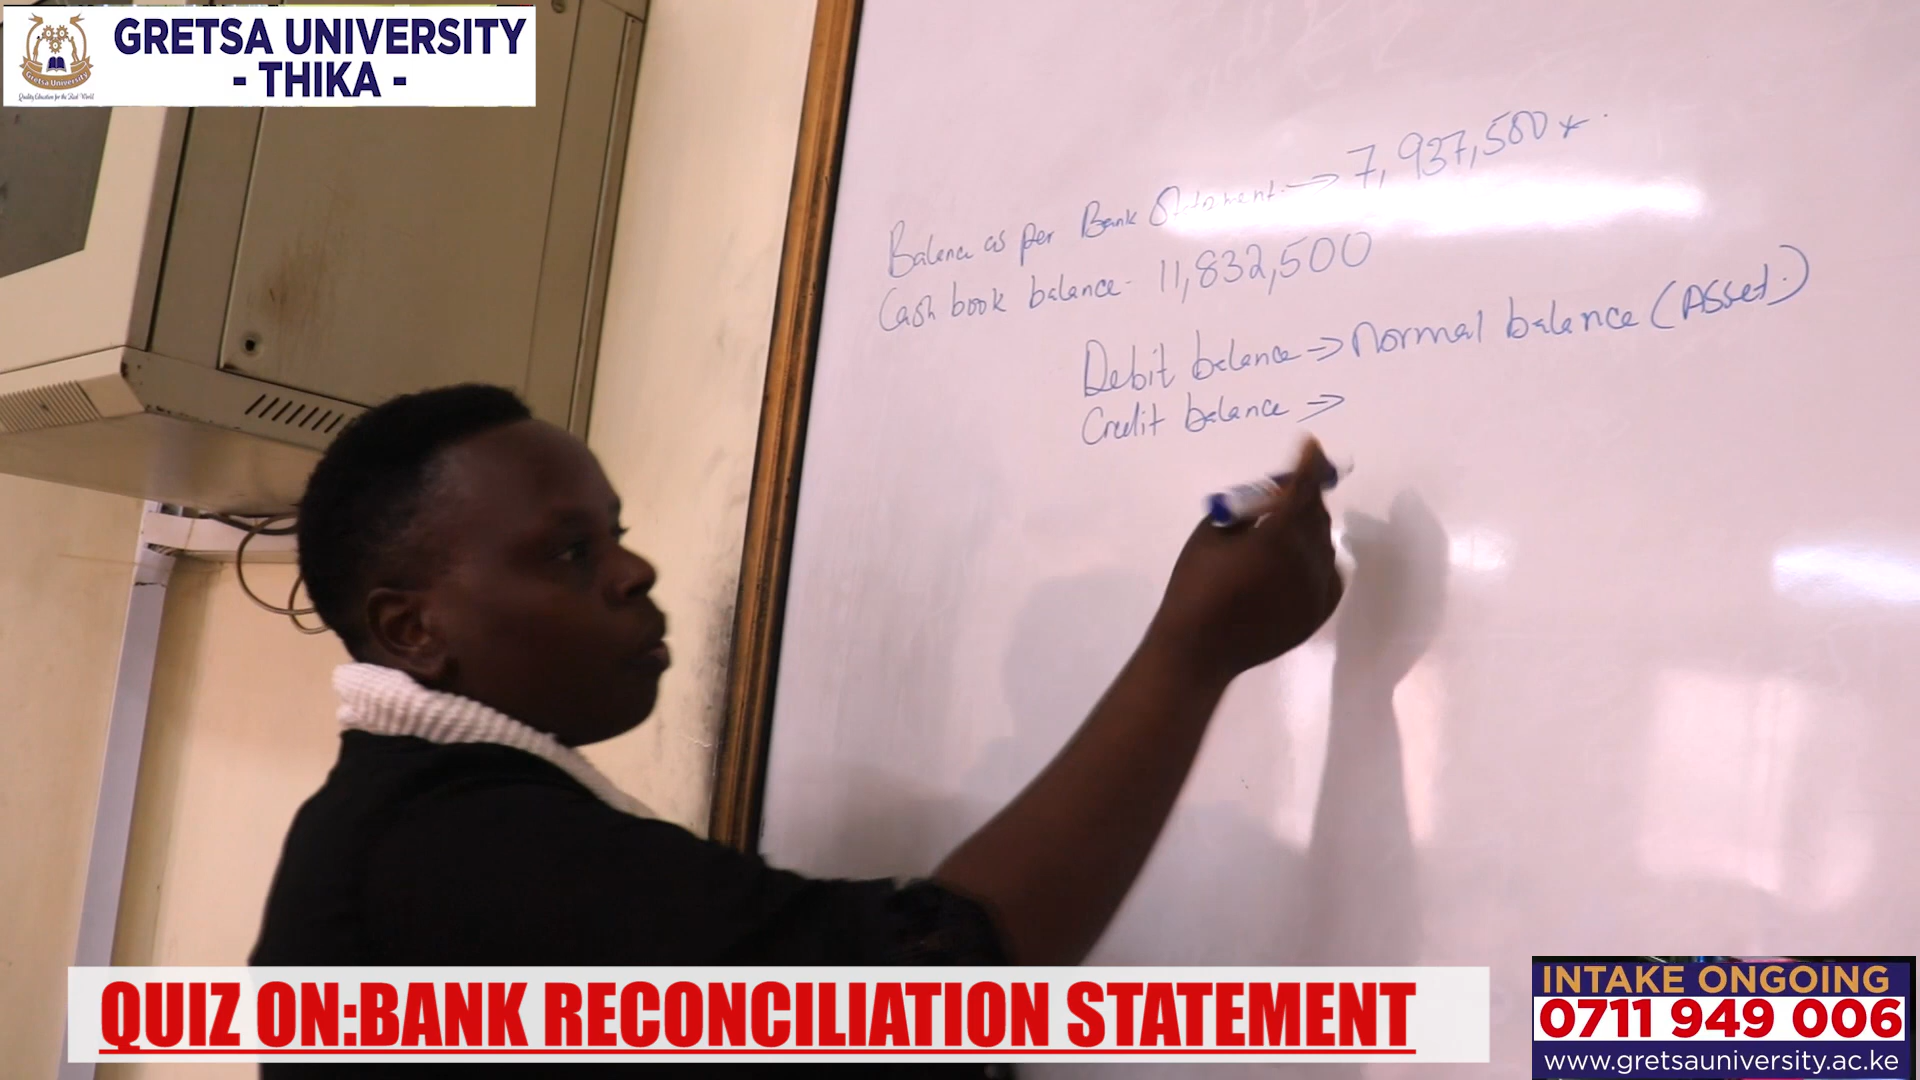 GRETSA UNIVERSITY
- THIKA -
Gretsa University
Balance as per Bank Statement → 7,937,500 *
Cash book balance - 11,832,500
Debit balance → Normal balance (Asset.)
Credit balance →
QUIZ ON:BANK RECONCILIATION STATEMENT
INTAKE ONGOING
0711 949 006
www.gretsauniversity.ac.ke